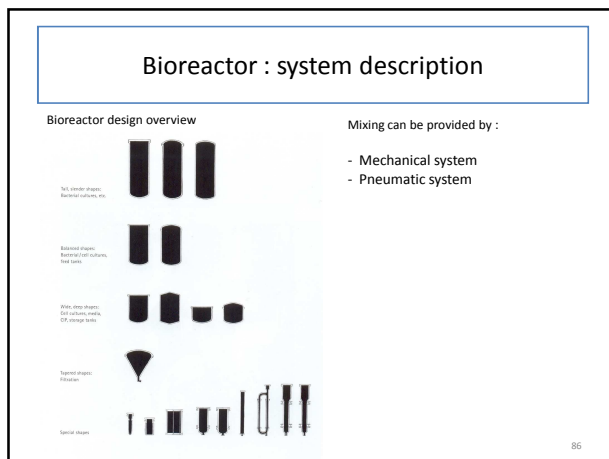 Bioreactor : system description
Bioreactor design overview
Mixing can be provided by :
- Mechanical system
- Pneumatic system
Tall, slender shapes:
Bacterial cultures, etc.
Balanced shapes:
Bacterial/cell cultures,
feed tanks
Wide, deep shapes:
Cell cultures, media,
CIP, storage tanks
Tapered shapes:
Filtration
Special shapes
86